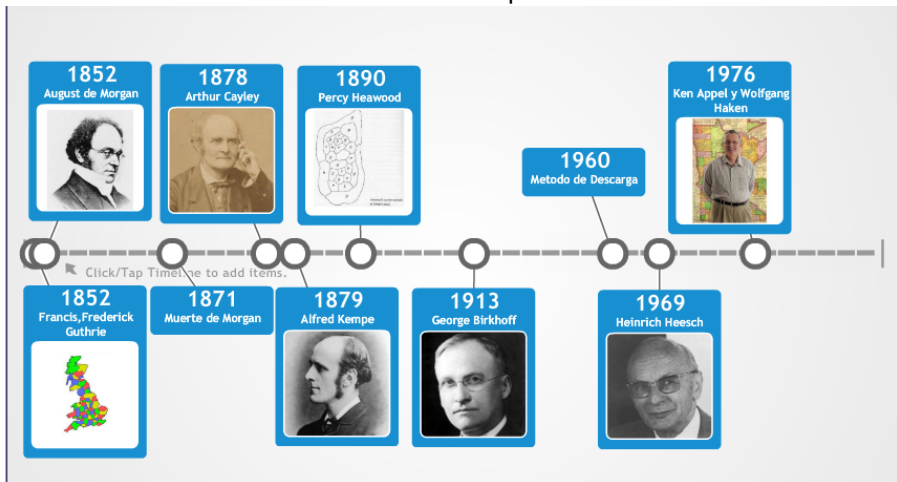 1852
August de Morgan
1878
Arthur Cayley
1890
Percy Heawood
1960
Metodo de Descarga
1976
Ken Appel y Wolfgang
Haken
Click/Tap Timeline to add items.
1852
Francis,Frederick
Guthrie
1871
Muerte de Morgan
1879
Alfred Kempe
1913
George Birkhoff
1969
Heinrich Heesch